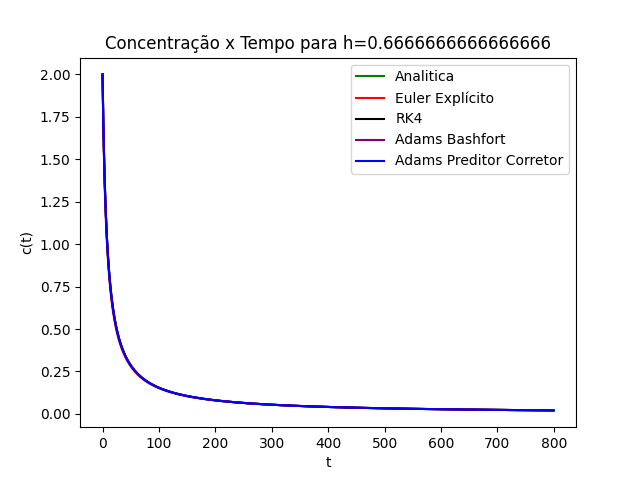 Concentração x Tempo para h=0.6666666666666666
Analitica
Euler Explícito
RK4
Adams Bashfort
Adams Preditor Corretor
2.00
1.75
1.50
1.25
1.00
0.75
0.50
0.25
0.00
c(t)
0 100 200 300 400 500 600 700 800
t